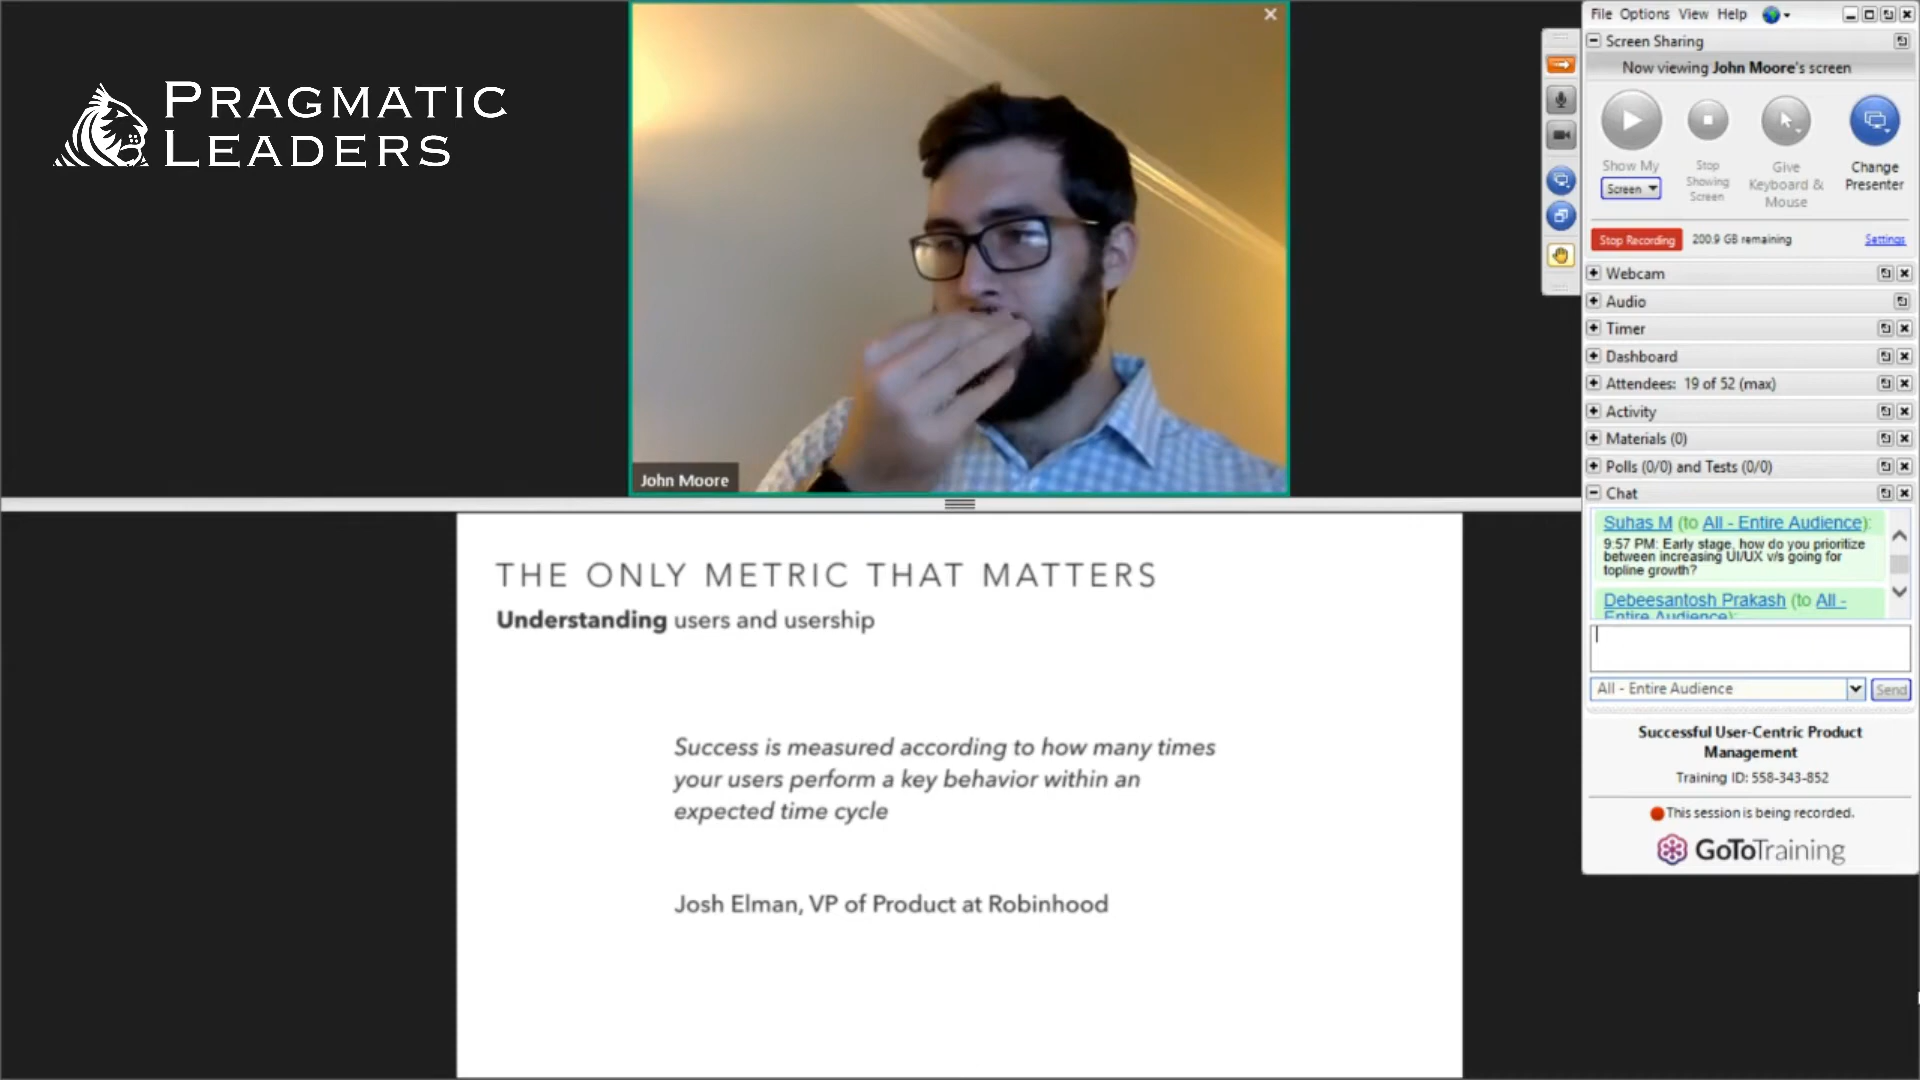 PRAGMATIC
LEADERS
John Moore
THE ONLY METRIC THAT MATTERS
Understanding users and usership
Success is measured according to how many times
your users perform a key behavior within an
expected time cycle
Josh Elman, VP of Product at Robinhood
File Options View Help
Screen Sharing
Now viewing John Moore's screen
Show My
Screen
Stop
Showing
Screen
Give
Keyboard &
Mouse
Change
Presenter
Stop Recording 200.9 GB remaining Settings
Webcam
Audio
Timer
Dashboard
Attendees: 19 of 52 (max)
Activity
Materials (0)
Polls (0/0) and Tests (0/0)
Chat
Suhas M (to All - Entire Audience):
9:57 PM: Early stage, how do you prioritize
between increasing UI/UX v/s going for
topline growth?
Debeesantosh Prakash (to All -
Entire Audience):
All - Entire Audience
Send
Successful User-Centric Product
Management
Training ID: 558-343-852
This session is being recorded.
GoToTraining